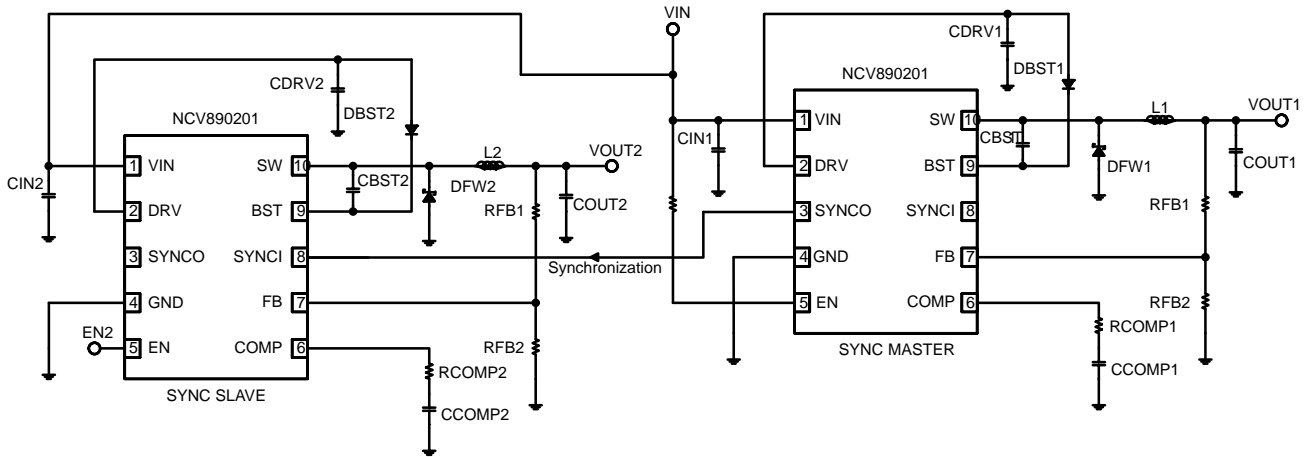 VIN
CDRV1
DBST1
NCV890201
CDRV2
DBST2
NCV890201
L1
VOUT1
1
VIN
SW
10
CBST1
CIN1
L2
VOUT2
1
VIN
SW
10
CBST2
DFW2
CIN2
2
DRV
BST
9
DFW1
COUT1
2
DRV
BST
9
RFB1
COUT2
3
SYNCO
SYNCI
8
RFB1
3
SYNCO
SYNCI
8
Synchronization
4
GND
FB
7
4
GND
FB
7
5
EN
COMP
6
RFB2
EN2
5
EN
COMP
6
RFB2
RCOMP1
SYNC MASTER
RCOMP2
CCOMP1
SYNC SLAVE
CCOMP2